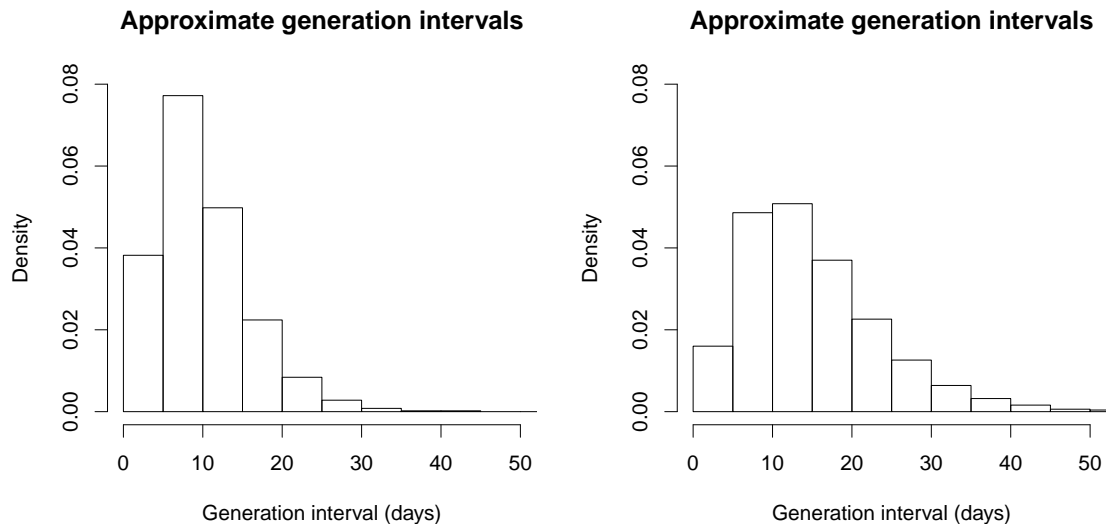 Approximate generation intervals
0.08
0.06
0.04
0.02
0.00
Density
0 10 20 30 40 50
Generation interval (days)
Approximate generation intervals
0.08
0.06
0.04
0.02
0.00
Density
0 10 20 30 40 50
Generation interval (days)